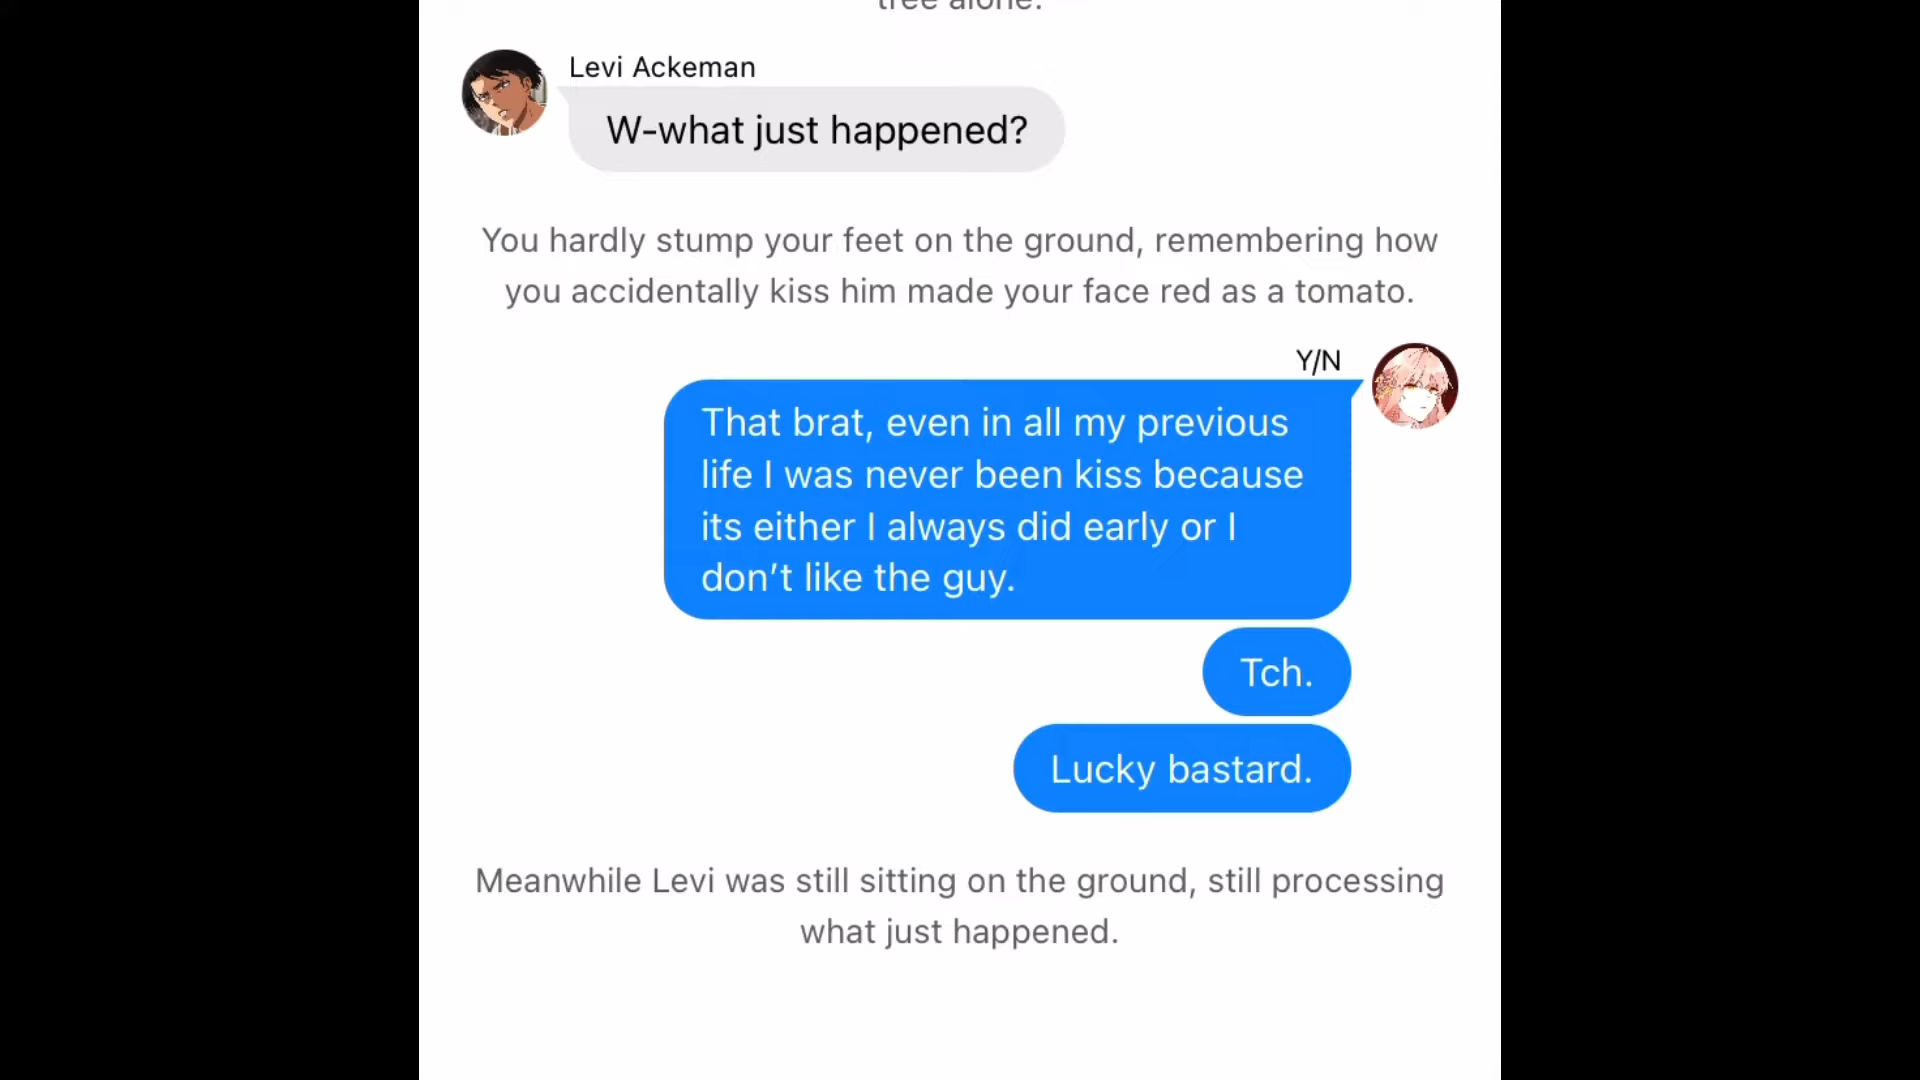 tree alone.
Levi Ackeman
W-what just happened?
You hardly stump your feet on the ground, remembering how
you accidentally kiss him made your face red as a tomato.
Y/N
That brat, even in all my previous
life I was never been kiss because
its either I always did early or I
don’t like the guy.
Tch.
Lucky bastard.
Meanwhile Levi was still sitting on the ground, still processing
what just happened.